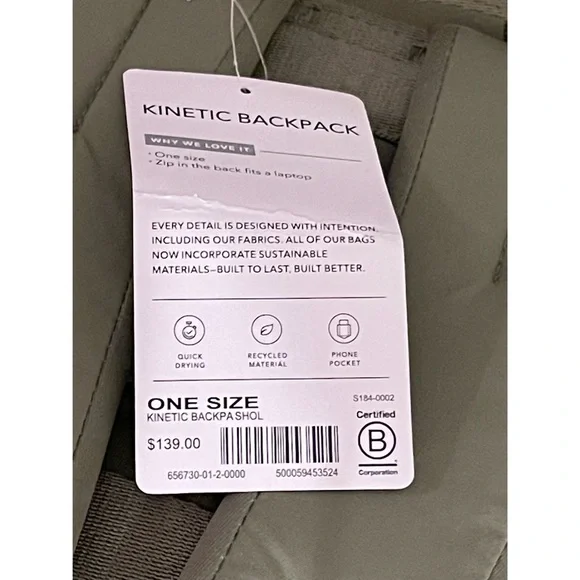 KINETIC BACKPACK
WHY WE LOVE IT
· One size
· Zip in the back fits a laptop
EVERY DETAIL IS DESIGNED WITH INTENTION,
INCLUDING OUR FABRICS. ALL OF OUR BAGS
NOW INCORPORATE SUSTAINABLE
MATERIALS—BUILT TO LAST, BUILT BETTER.
QUICK
DRYING
RECYCLED
MATERIAL
PHONE
POCKET
ONE SIZE
S184-0002
KINETIC BACKPA SHOL
$139.00
656730-01-2-0000
500059453524
Certified
B
Corporation